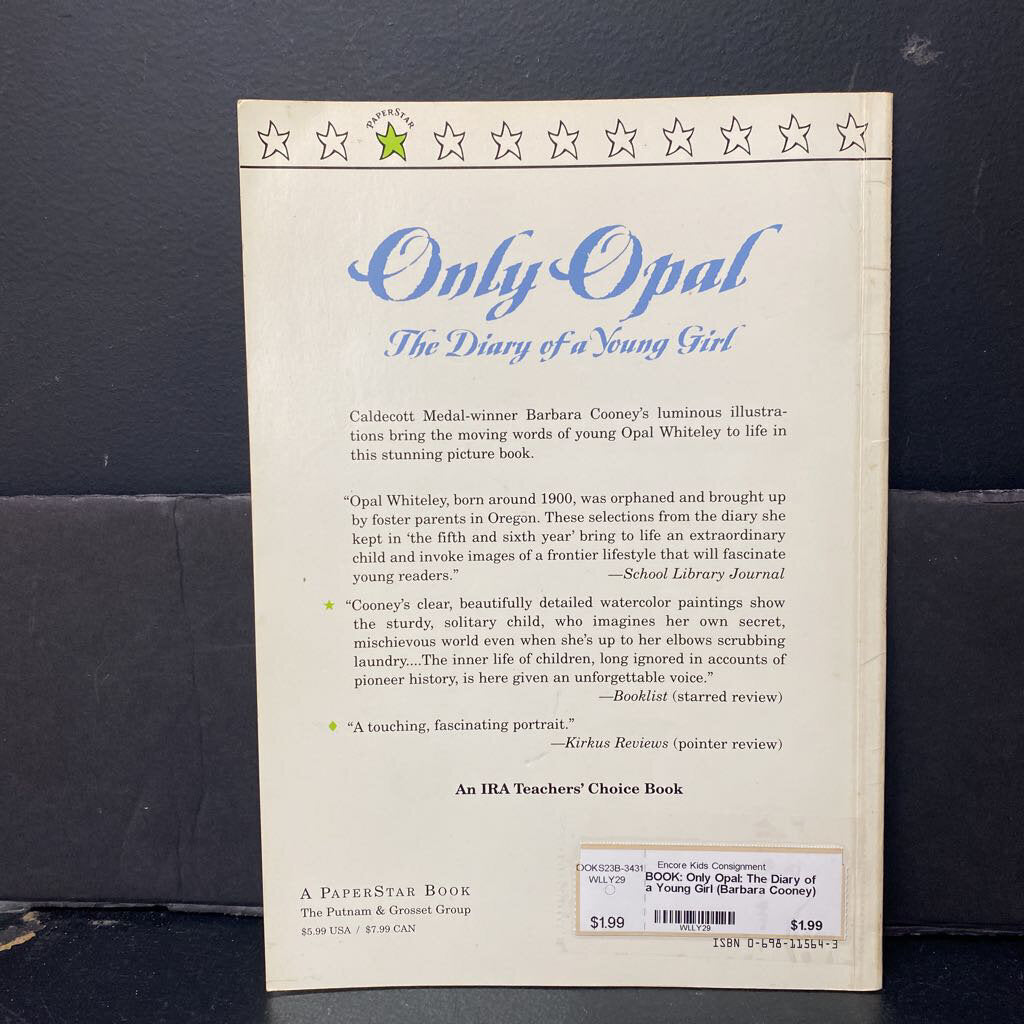 PAPERSTAR
Only Opal
The Diary of a Young Girl
Caldecott Medal-winner Barbara Cooney's luminous illustra-
tions bring the moving words of young Opal Whiteley to life in
this stunning picture book.
“Opal Whiteley, born around 1900, was orphaned and brought up
by foster parents in Oregon. These selections from the diary she
kept in ‘the fifth and sixth year’ bring to life an extraordinary
child and invoke images of a frontier lifestyle that will fascinate
young readers.” —School Library Journal
“Cooney's clear, beautifully detailed watercolor paintings show
the sturdy, solitary child, who imagines her own secret,
mischievous world even when she's up to her elbows scrubbing
laundry....The inner life of children, long ignored in accounts of
pioneer history, is here given an unforgettable voice.”
—Booklist (starred review)
“A touching, fascinating portrait.”
—Kirkus Reviews (pointer review)
An IRA Teachers' Choice Book
A PAPERSTAR BOOK
The Putnam & Grosset Group
$5.99 USA / $7.99 CAN
OOKS23B-3431
WLLY29
$1.99
Encore Kids Consignment
BOOK: Only Opal: The Diary of
a Young Girl (Barbara Cooney)
WLLY29
$1.99
ISBN 0-698-11564-3